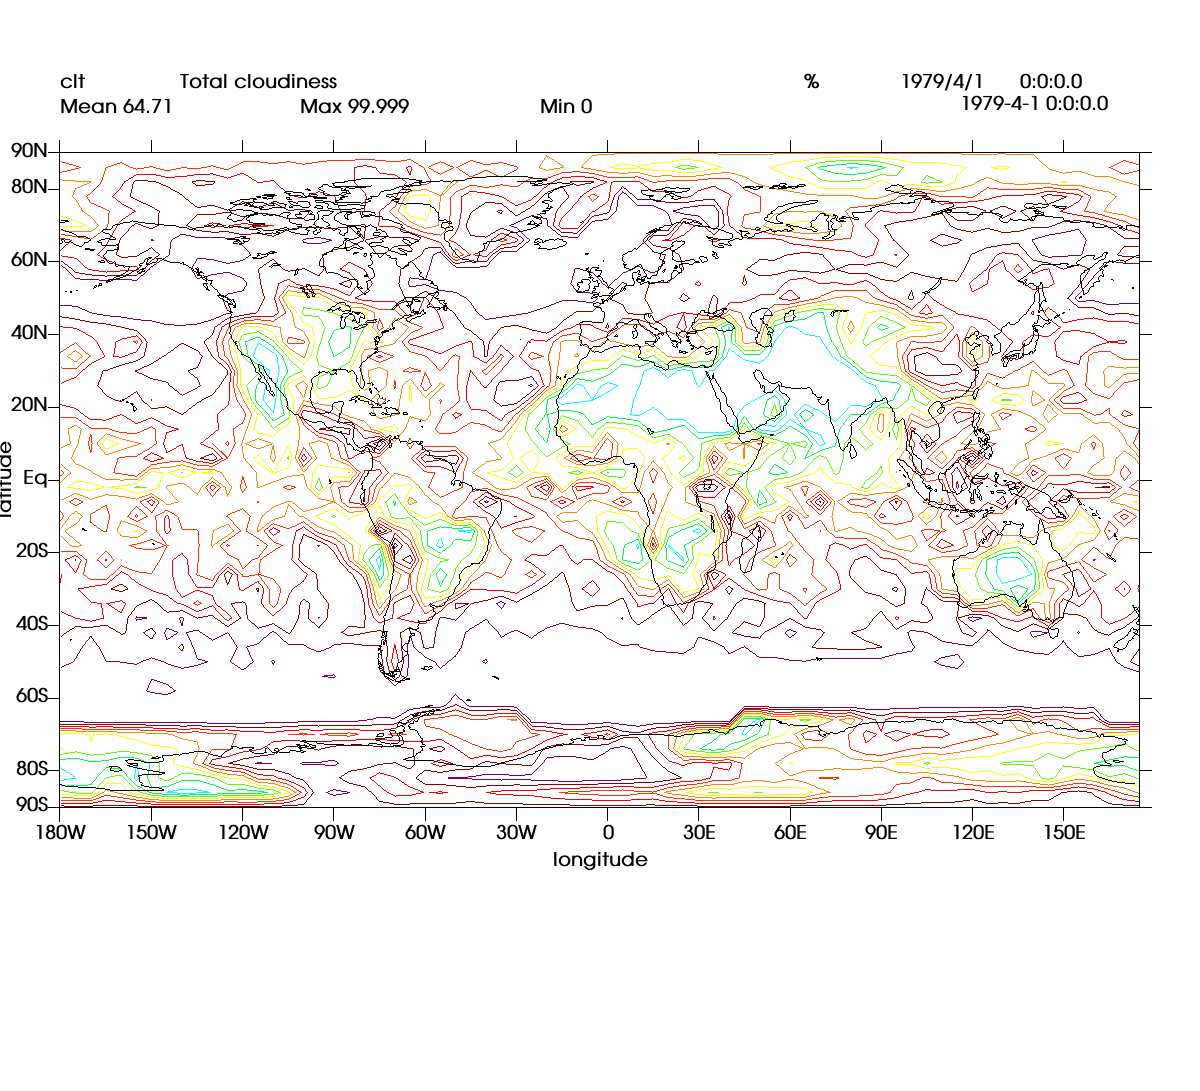 clt Total cloudiness % 1979/4/1 0:0:0.0
Mean 64.71 Max 99.999 Min 0 1979-4-1 0:0:0.0
90N
80N
60N
40N
20N
latitude
Eq
20S
40S
60S
80S
90S
180W 150W 120W 90W 60W 30W 0 30E 60E 90E 120E 150E
longitude